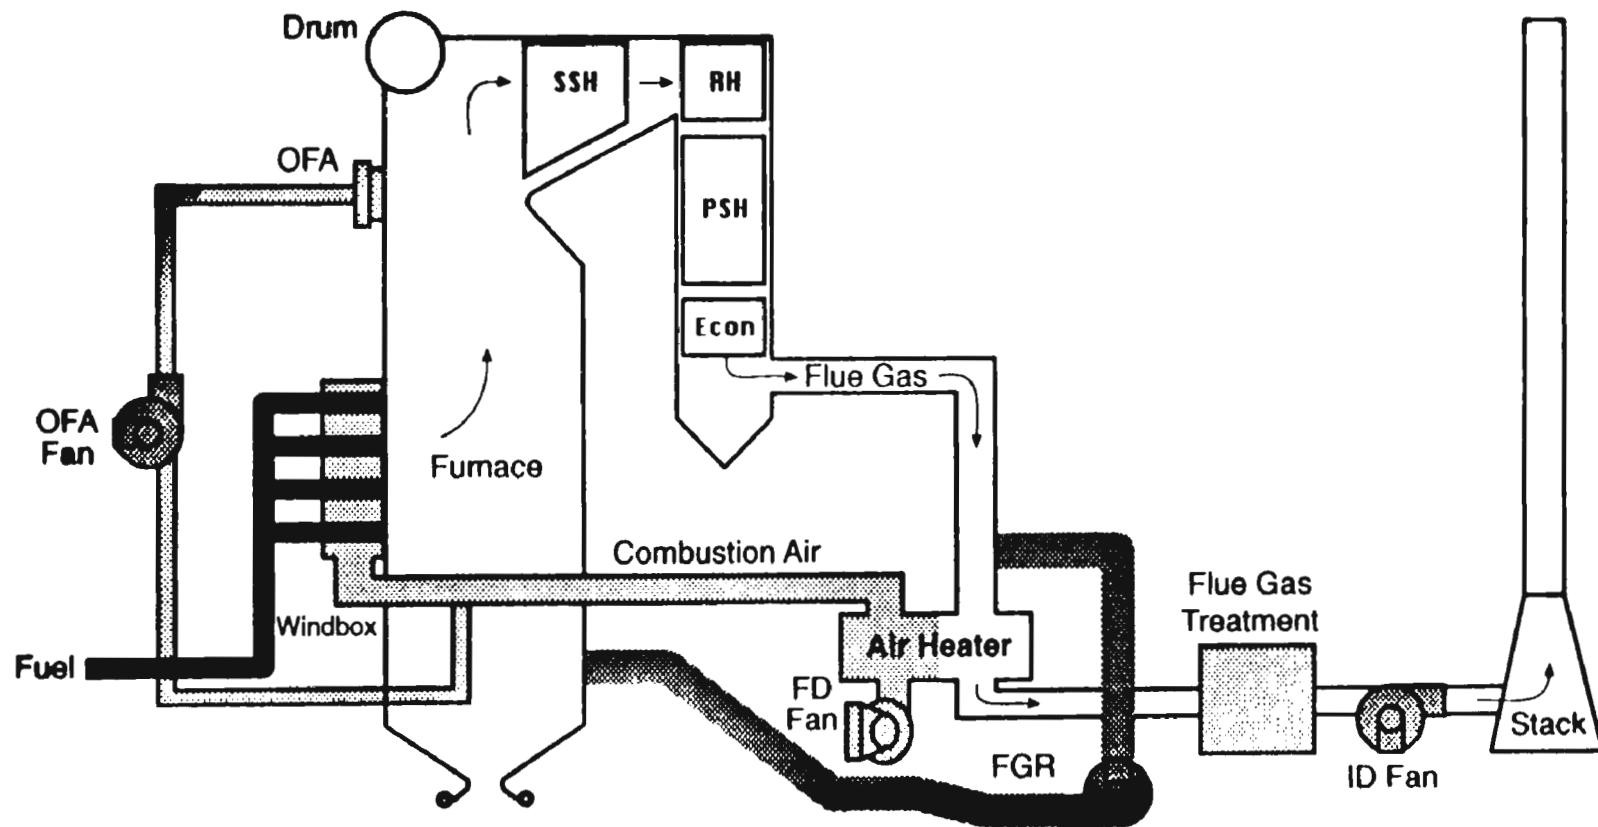 Drum
SSH
RH
OFA
PSH
Econ
Flue Gas
OFA
Fan
Furnace
Combustion Air
Flue Gas
Treatment
Windbox
Air Heater
Fuel
FD
Fan
Stack
FGR
ID Fan